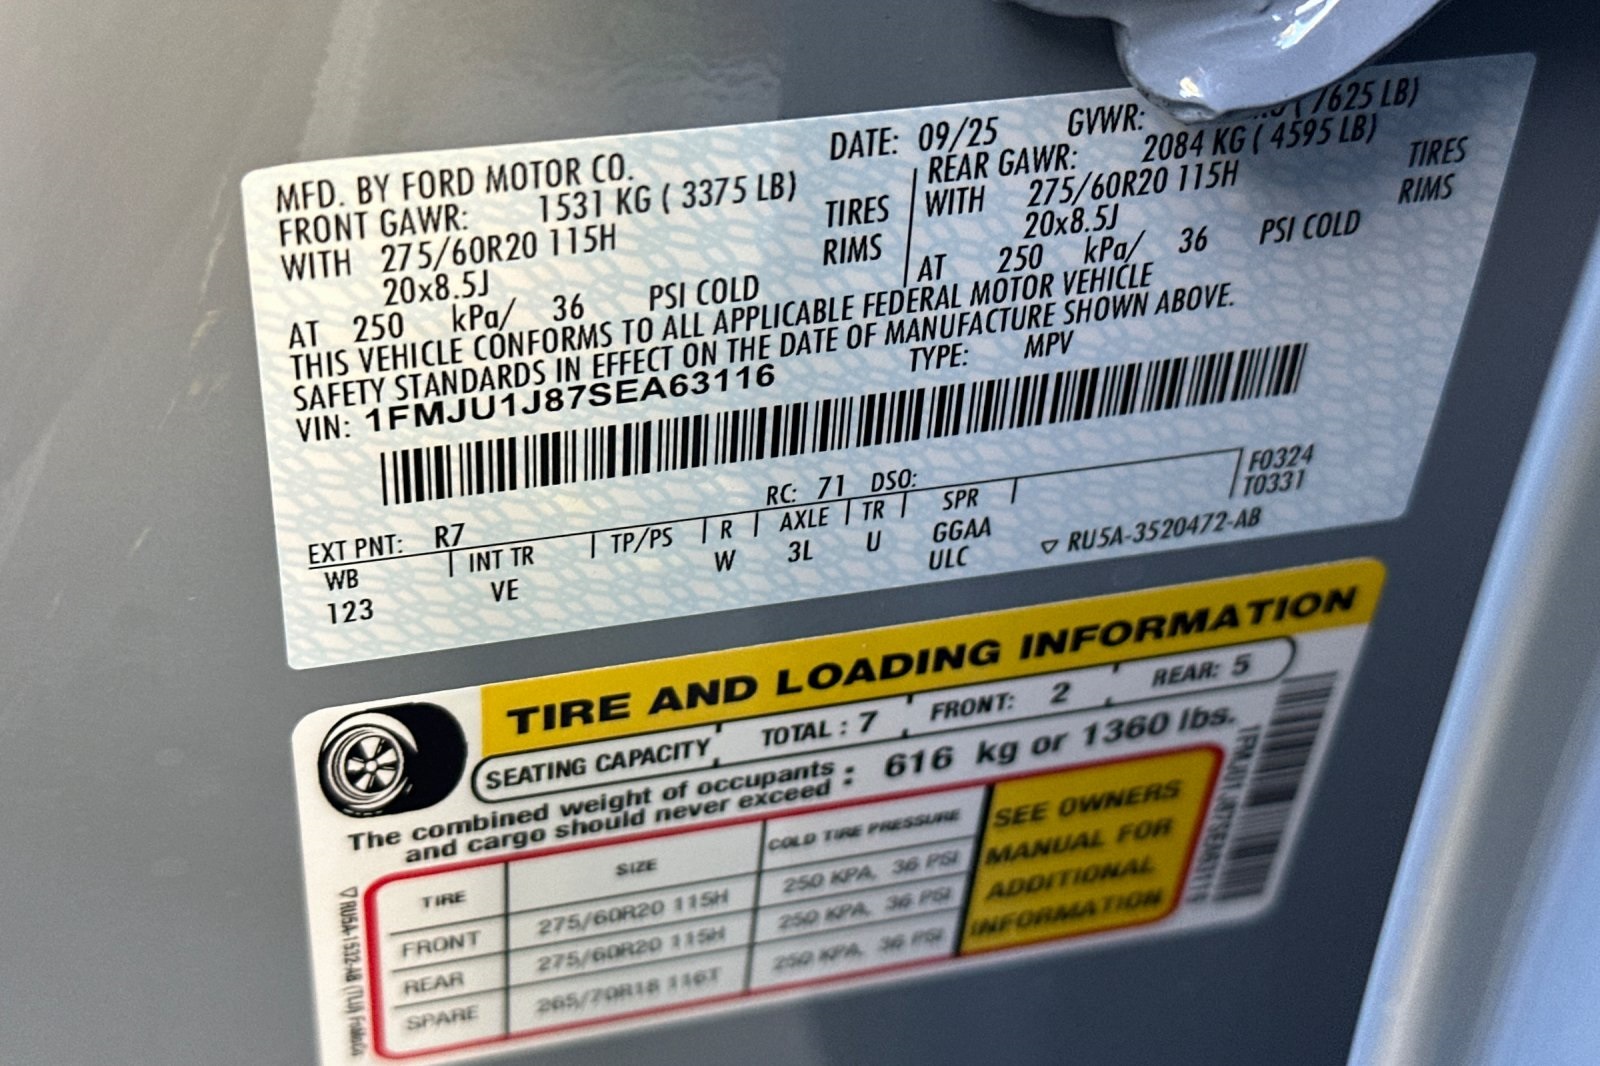 MFD. BY FORD MOTOR CO. DATE: 09/25 GVWR: 7625 LB)
FRONT GAWR: 1531 KG ( 3375 LB) REAR GAWR: 2084 KG ( 4595 LB)
WITH 275/60R20 115H TIRES WITH 275/60R20 115H TIRES
20x8.5J RIMS 20x8.5J RIMS
AT 250 kPa/ 36 PSI COLD AT 250 kPa/ 36 PSI COLD
THIS VEHICLE CONFORMS TO ALL APPLICABLE FEDERAL MOTOR VEHICLE
SAFETY STANDARDS IN EFFECT ON THE DATE OF MANUFACTURE SHOWN ABOVE.
VIN: 1FMJU1J87SEA63116 TYPE: MPV
EXT PNT: R7 RC: 71 DSO: F0324
WB INT TR TP/PS R AXLE TR SPR T0331
123 VE W 3L U GGAA
ULC
RU5A-3520472-AB
TIRE AND LOADING INFORMATION
SEATING CAPACITY TOTAL : 7 FRONT: 2 REAR: 5
The combined weight of occupants
and cargo should never exceed : 616 kg or 1360 lbs.
TIRE SIZE COLD TIRE PRESSURE
FRONT 275/60R20 115H 250 KPA, 36 PSI
REAR 275/60R20 115H 250 KPA, 36 PSI
SPARE 265/70R18 116T 250 KPA, 36 PSI
SEE OWNERS
MANUAL FOR
ADDITIONAL
INFORMATION
1FMJU1J87SEA63116